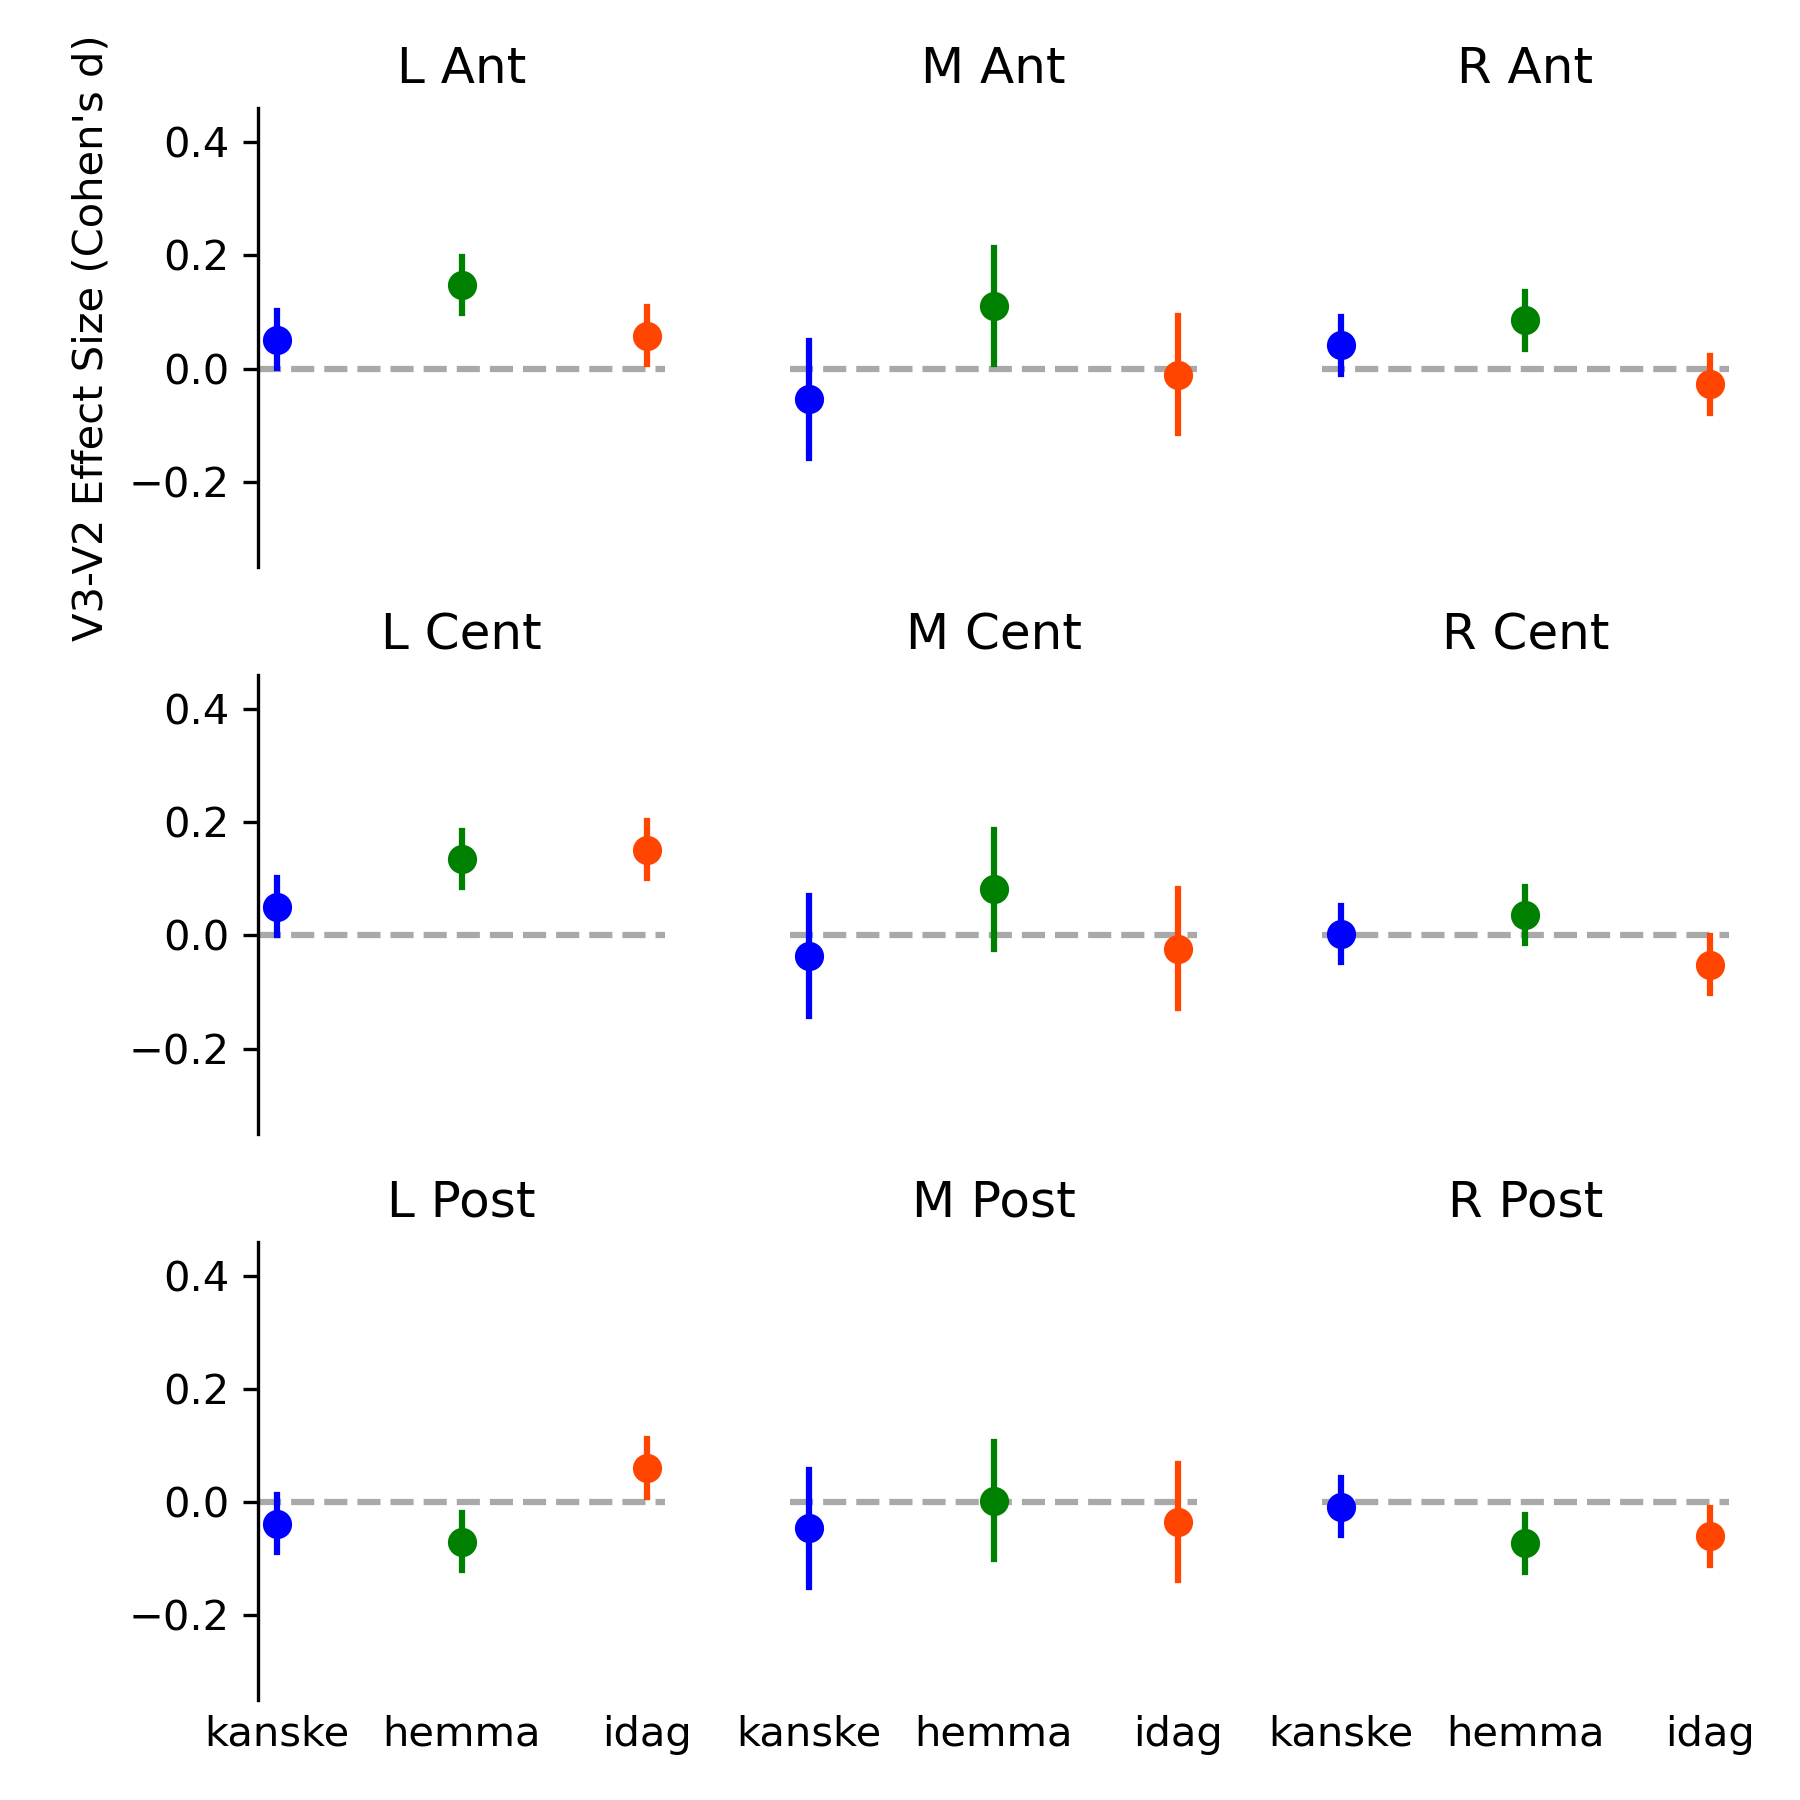 V3-V2 Effect Size (Cohen's d)
L Ant
M Ant
R Ant
0.4
0.2
0.0
−0.2
L Cent
M Cent
R Cent
0.4
0.2
0.0
−0.2
L Post
M Post
R Post
0.4
0.2
0.0
−0.2
kanske hemma idag kanske hemma idag kanske hemma idag